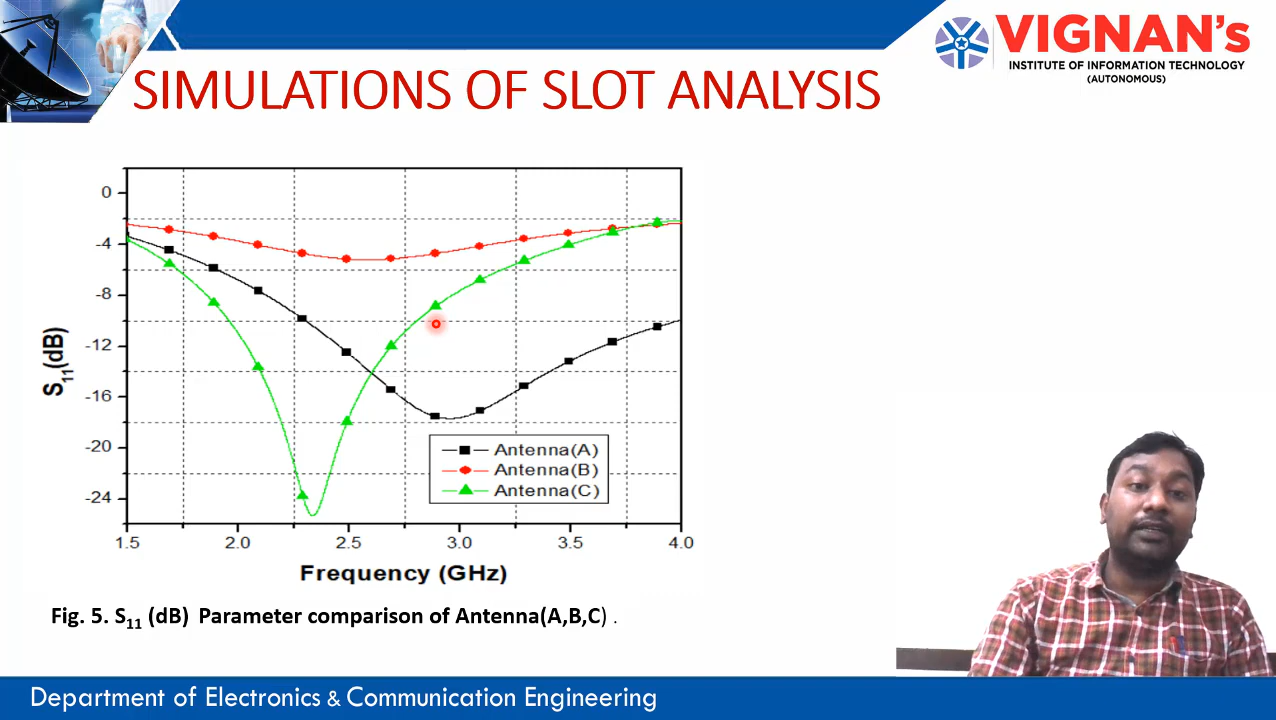 VIGNAN's
INSTITUTE OF INFORMATION TECHNOLOGY
(AUTONOMOUS)
SIMULATIONS OF SLOT ANALYSIS
0
-4
-8
-12
-16
-20
-24
S11(dB)
Antenna(A)
Antenna(B)
Antenna(C)
1.5 2.0 2.5 3.0 3.5 4.0
Frequency (GHz)
Fig. 5. S11 (dB) Parameter comparison of Antenna(A,B,C) .
Department of Electronics & Communication Engineering